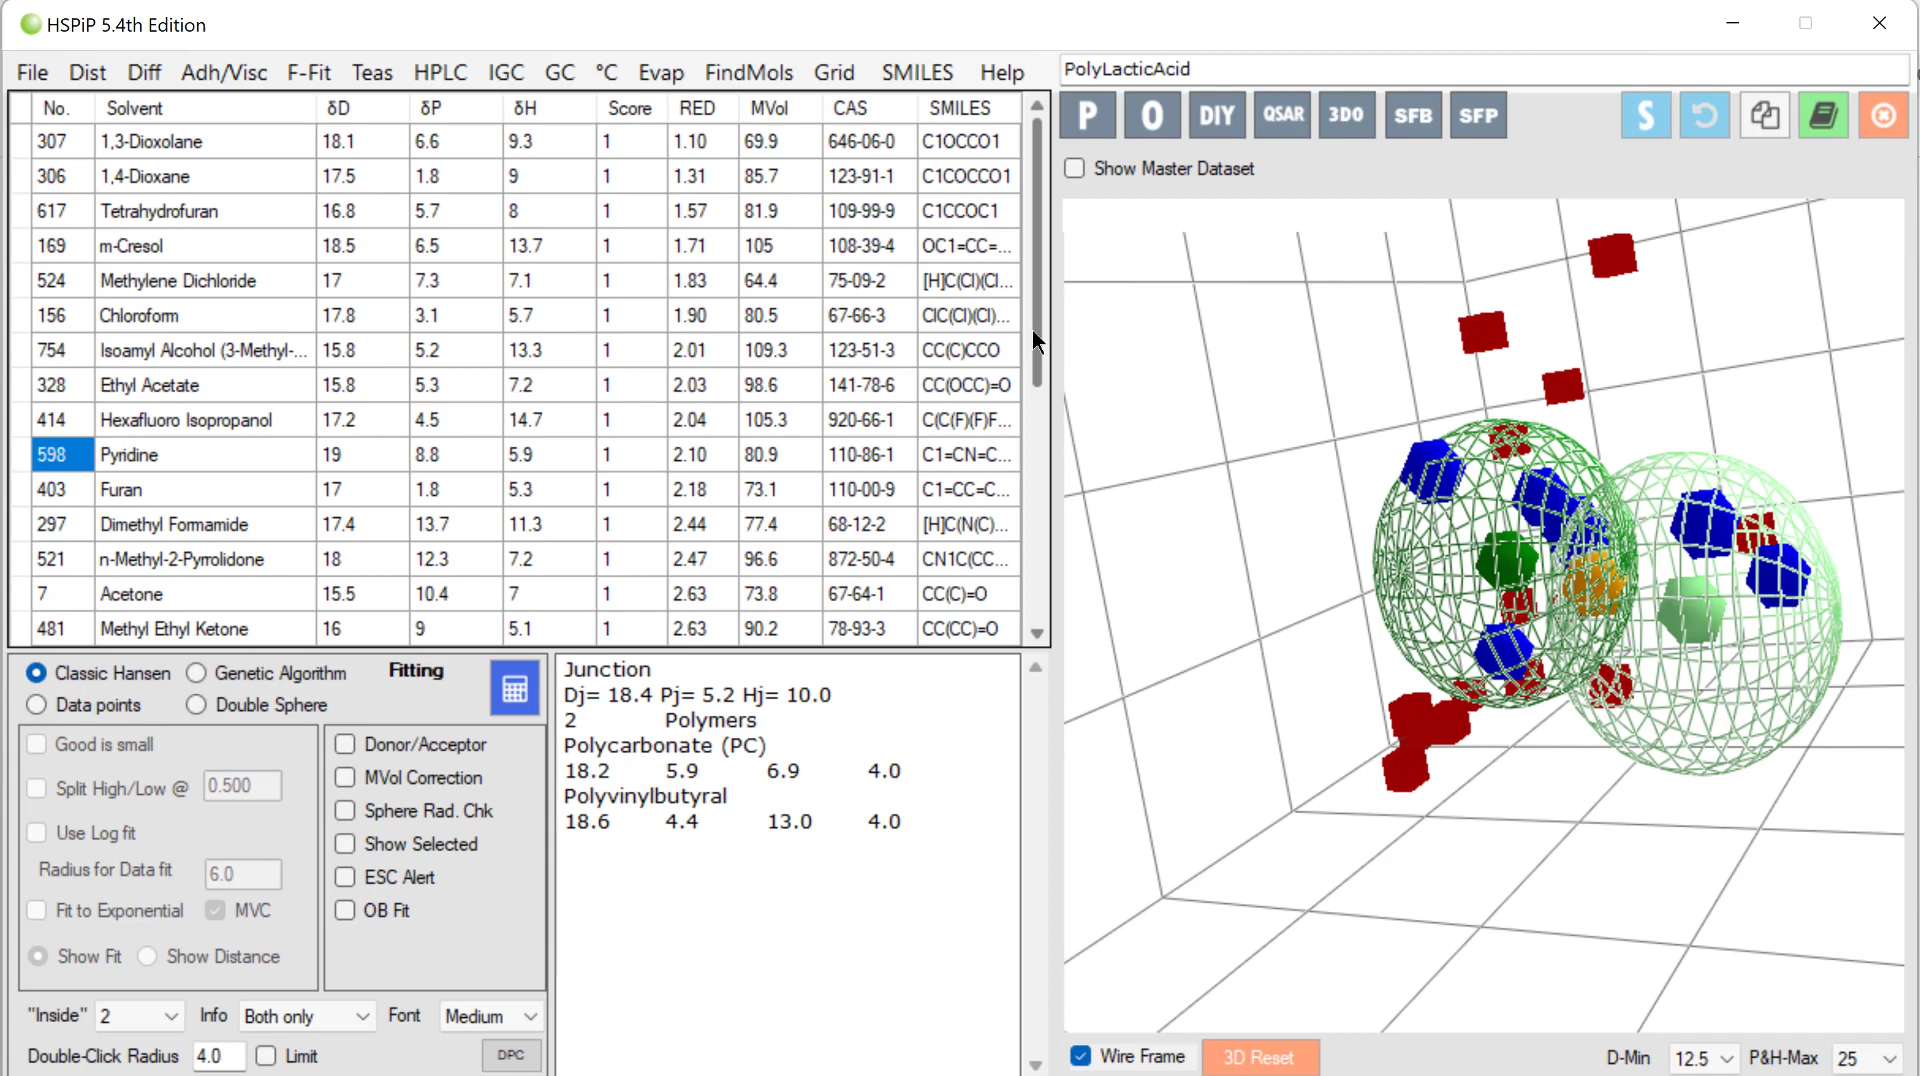 HSPiP 5.4th Edition
File Dist Diff Adh/Visc F-Fit Teas HPLC IGC GC °C Evap FindMols Grid SMILES Help
PolyLacticAcid
P O DIY QSAR 3DO SFB SFP S
Show Master Dataset
No. Solvent δD δP δH Score RED MVol CAS SMILES
307 1,3-Dioxolane 18.1 6.6 9.3 1 1.10 69.9 646-06-0 C1OCCO1
306 1,4-Dioxane 17.5 1.8 9 1 1.31 85.7 123-91-1 C1COCCO1
617 Tetrahydrofuran 16.8 5.7 8 1 1.57 81.9 109-99-9 C1CCOC1
169 m-Cresol 18.5 6.5 13.7 1 1.71 105 108-39-4 OC1=CC=...
524 Methylene Dichloride 17 7.3 7.1 1 1.83 64.4 75-09-2 [H]C(Cl)(Cl...
156 Chloroform 17.8 3.1 5.7 1 1.90 80.5 67-66-3 ClC(Cl)(Cl)...
754 Isoamyl Alcohol (3-Methyl-... 15.8 5.2 13.3 1 2.01 109.3 123-51-3 CC(C)CCO
328 Ethyl Acetate 15.8 5.3 7.2 1 2.03 98.6 141-78-6 CC(OCC)=O
414 Hexafluoro Isopropanol 17.2 4.5 14.7 1 2.04 105.3 920-66-1 C(C(F)(F)F...
598 Pyridine 19 8.8 5.9 1 2.10 80.9 110-86-1 C1=CN=C...
403 Furan 17 1.8 5.3 1 2.18 73.1 110-00-9 C1=CC=C...
297 Dimethyl Formamide 17.4 13.7 11.3 1 2.44 77.4 68-12-2 [H]C(N(C)...
521 n-Methyl-2-Pyrrolidone 18 12.3 7.2 1 2.47 96.6 872-50-4 CN1C(CC...
7 Acetone 15.5 10.4 7 1 2.63 73.8 67-64-1 CC(C)=O
481 Methyl Ethyl Ketone 16 9 5.1 1 2.63 90.2 78-93-3 CC(CC)=O
Classic Hansen Genetic Algorithm Fitting
Data points Double Sphere
Good is small
Split High/Low @ 0.500
Use Log fit
Radius for Data fit 6.0
Fit to Exponential MVC
Show Fit Show Distance
Donor/Acceptor
MVol Correction
Sphere Rad. Chk
Show Selected
ESC Alert
OB Fit
"Inside" 2 Info Both only Font Medium
Double-Click Radius 4.0 Limit DPC
Junction
Dj= 18.4 Pj= 5.2 Hj= 10.0
2 Polymers
Polycarbonate (PC)
18.2 5.9 6.9 4.0
Polyvinylbutyral
18.6 4.4 13.0 4.0
Wire Frame 3D Reset D-Min 12.5 P&H-Max 25